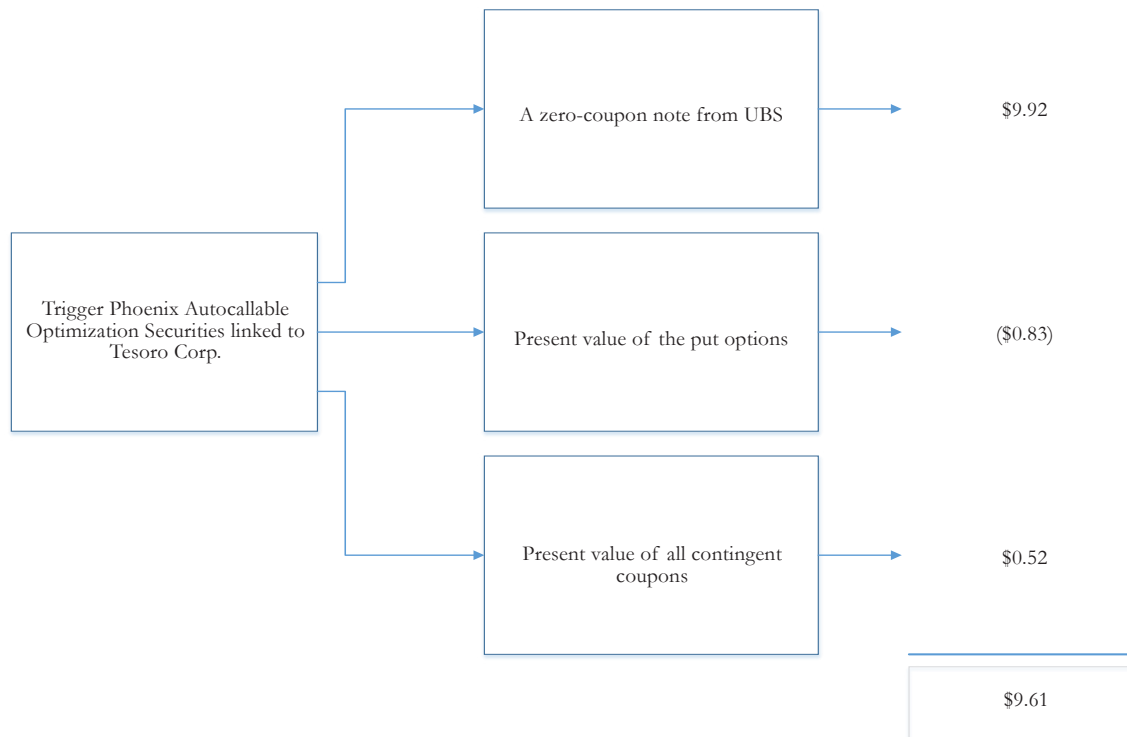 A zero-coupon note from UBS
$9.92
Trigger Phoenix Autocallable
Optimization Securities linked to
Tesoro Corp.
Present value of the put options
($0.83)
Present value of all contingent
coupons
$0.52
$9.61